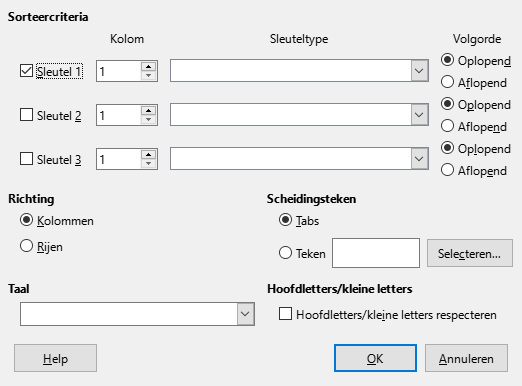 Sorteercriteria
Kolom Sleuteltype Volgorde
Sleutel 1 1 Oplopend
Aflopend
Sleutel 2 1 Oplopend
Aflopend
Sleutel 3 1 Oplopend
Aflopend
Richting Scheidingsteken
Kolommen Tabs
Rijen Teken Selecteren...
Taal Hoofdletters/kleine letters
Hoofdletters/kleine letters respecteren
Help OK Annuleren